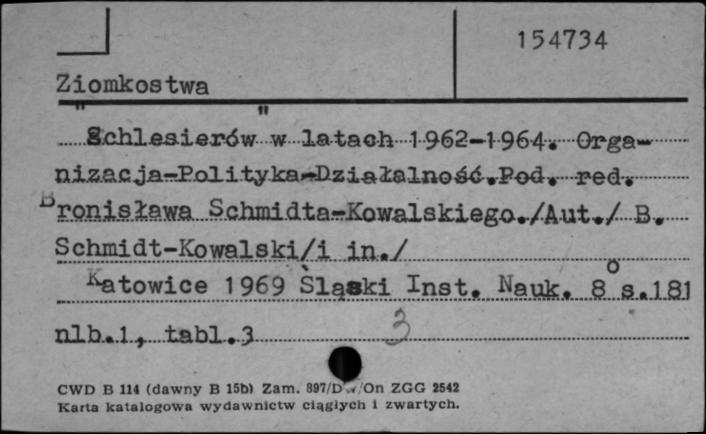 154734
Ziomkostwa
" "
Schlesierów w latach 1962-1964. Orga-
nizacja-Polityka-Działalność.Pod. red.
Bronisława Schmidta-Kowalskiego./Aut./ B.
Schmidt-Kowalski/i in./
Katowice 1969 Śląski Inst. Nauk. 8° s.181
nlb.1., tabl.3
3
CWD B 114 (dawny B 15b) Zam. 897/D /On ZGG 2542
Karta katalogowa wydawnictw ciągłych i zwartych.